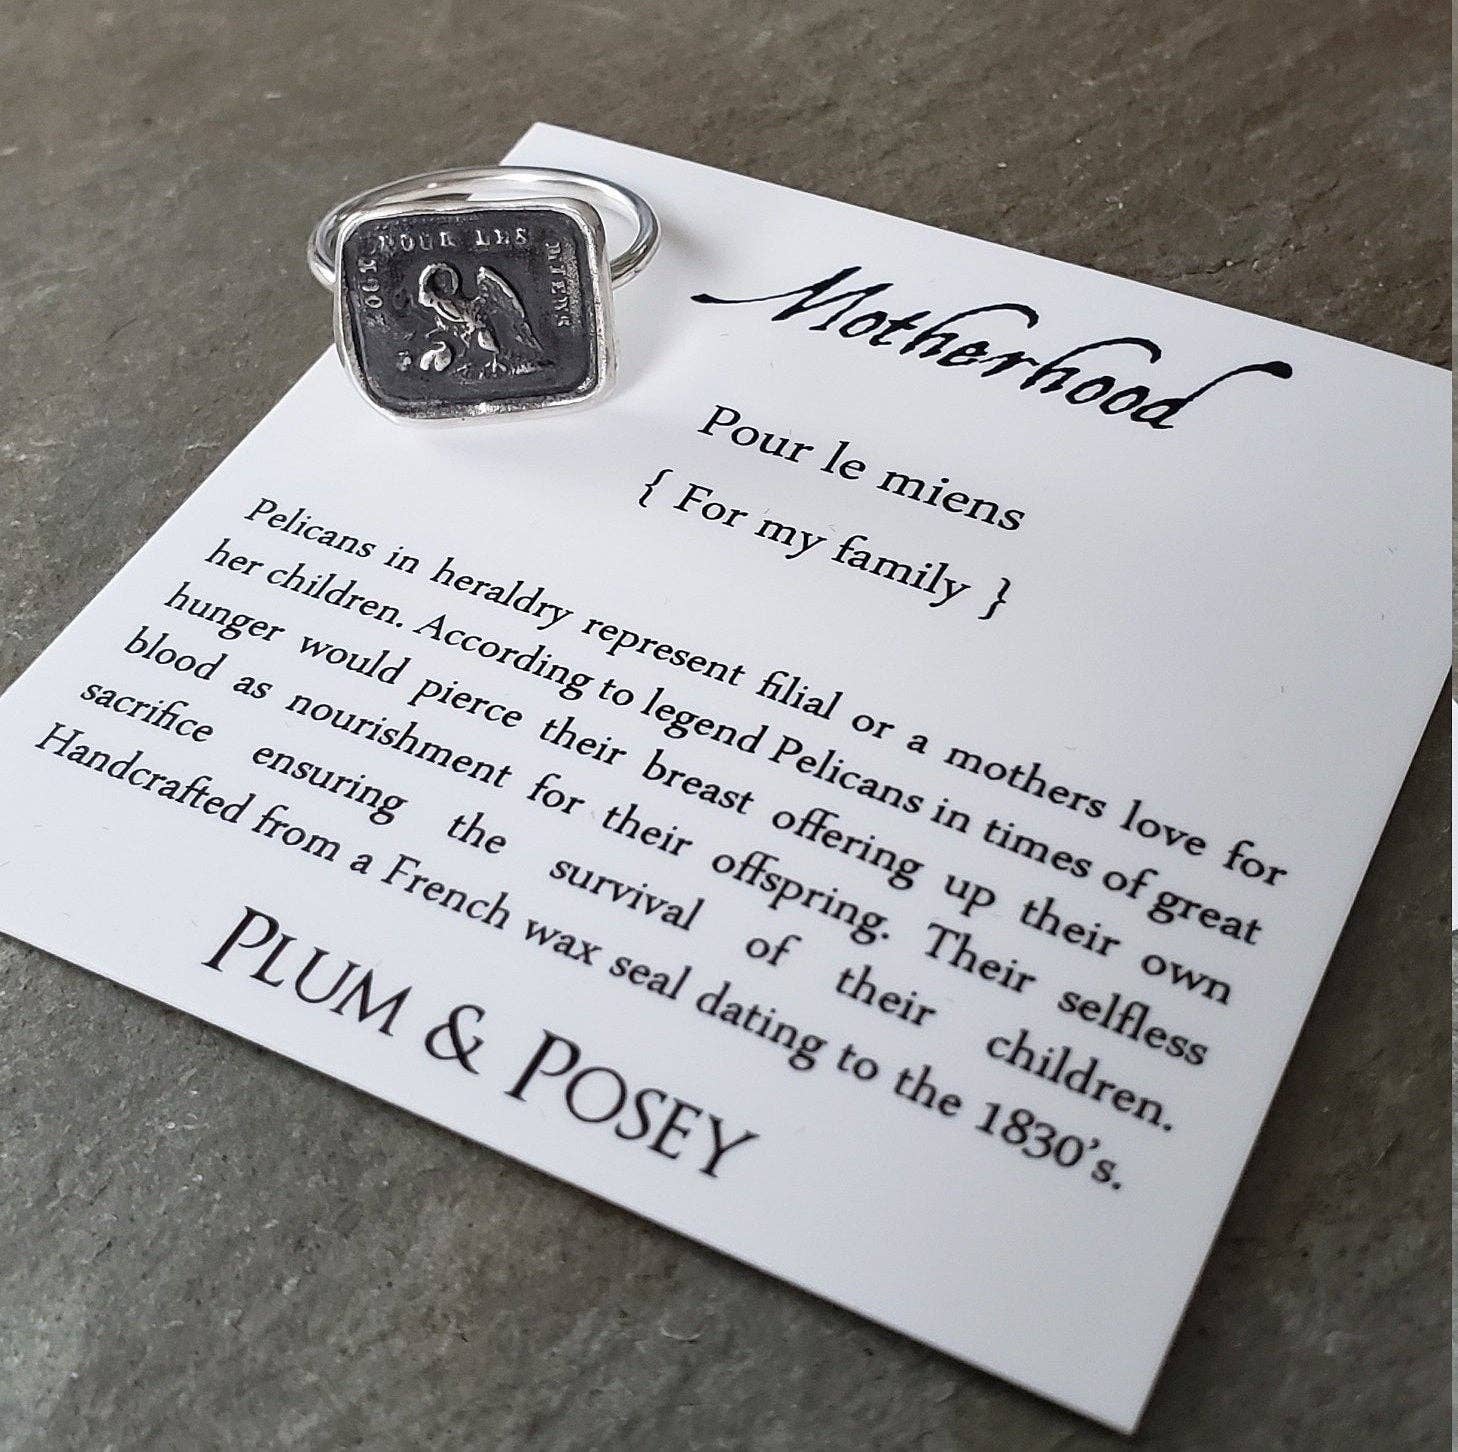 POUR LES MIENS
Motherhood
Pour le miens
{ For my family }
Pelicans in heraldry represent filial or a mothers love for
her children. According to legend Pelicans in times of great
hunger would pierce their breast offering up their own
blood as nourishment for their offspring. Their selfless
sacrifice ensuring the survival of their children.
Handcrafted from a French wax seal dating to the 1830's.
PLUM & POSEY